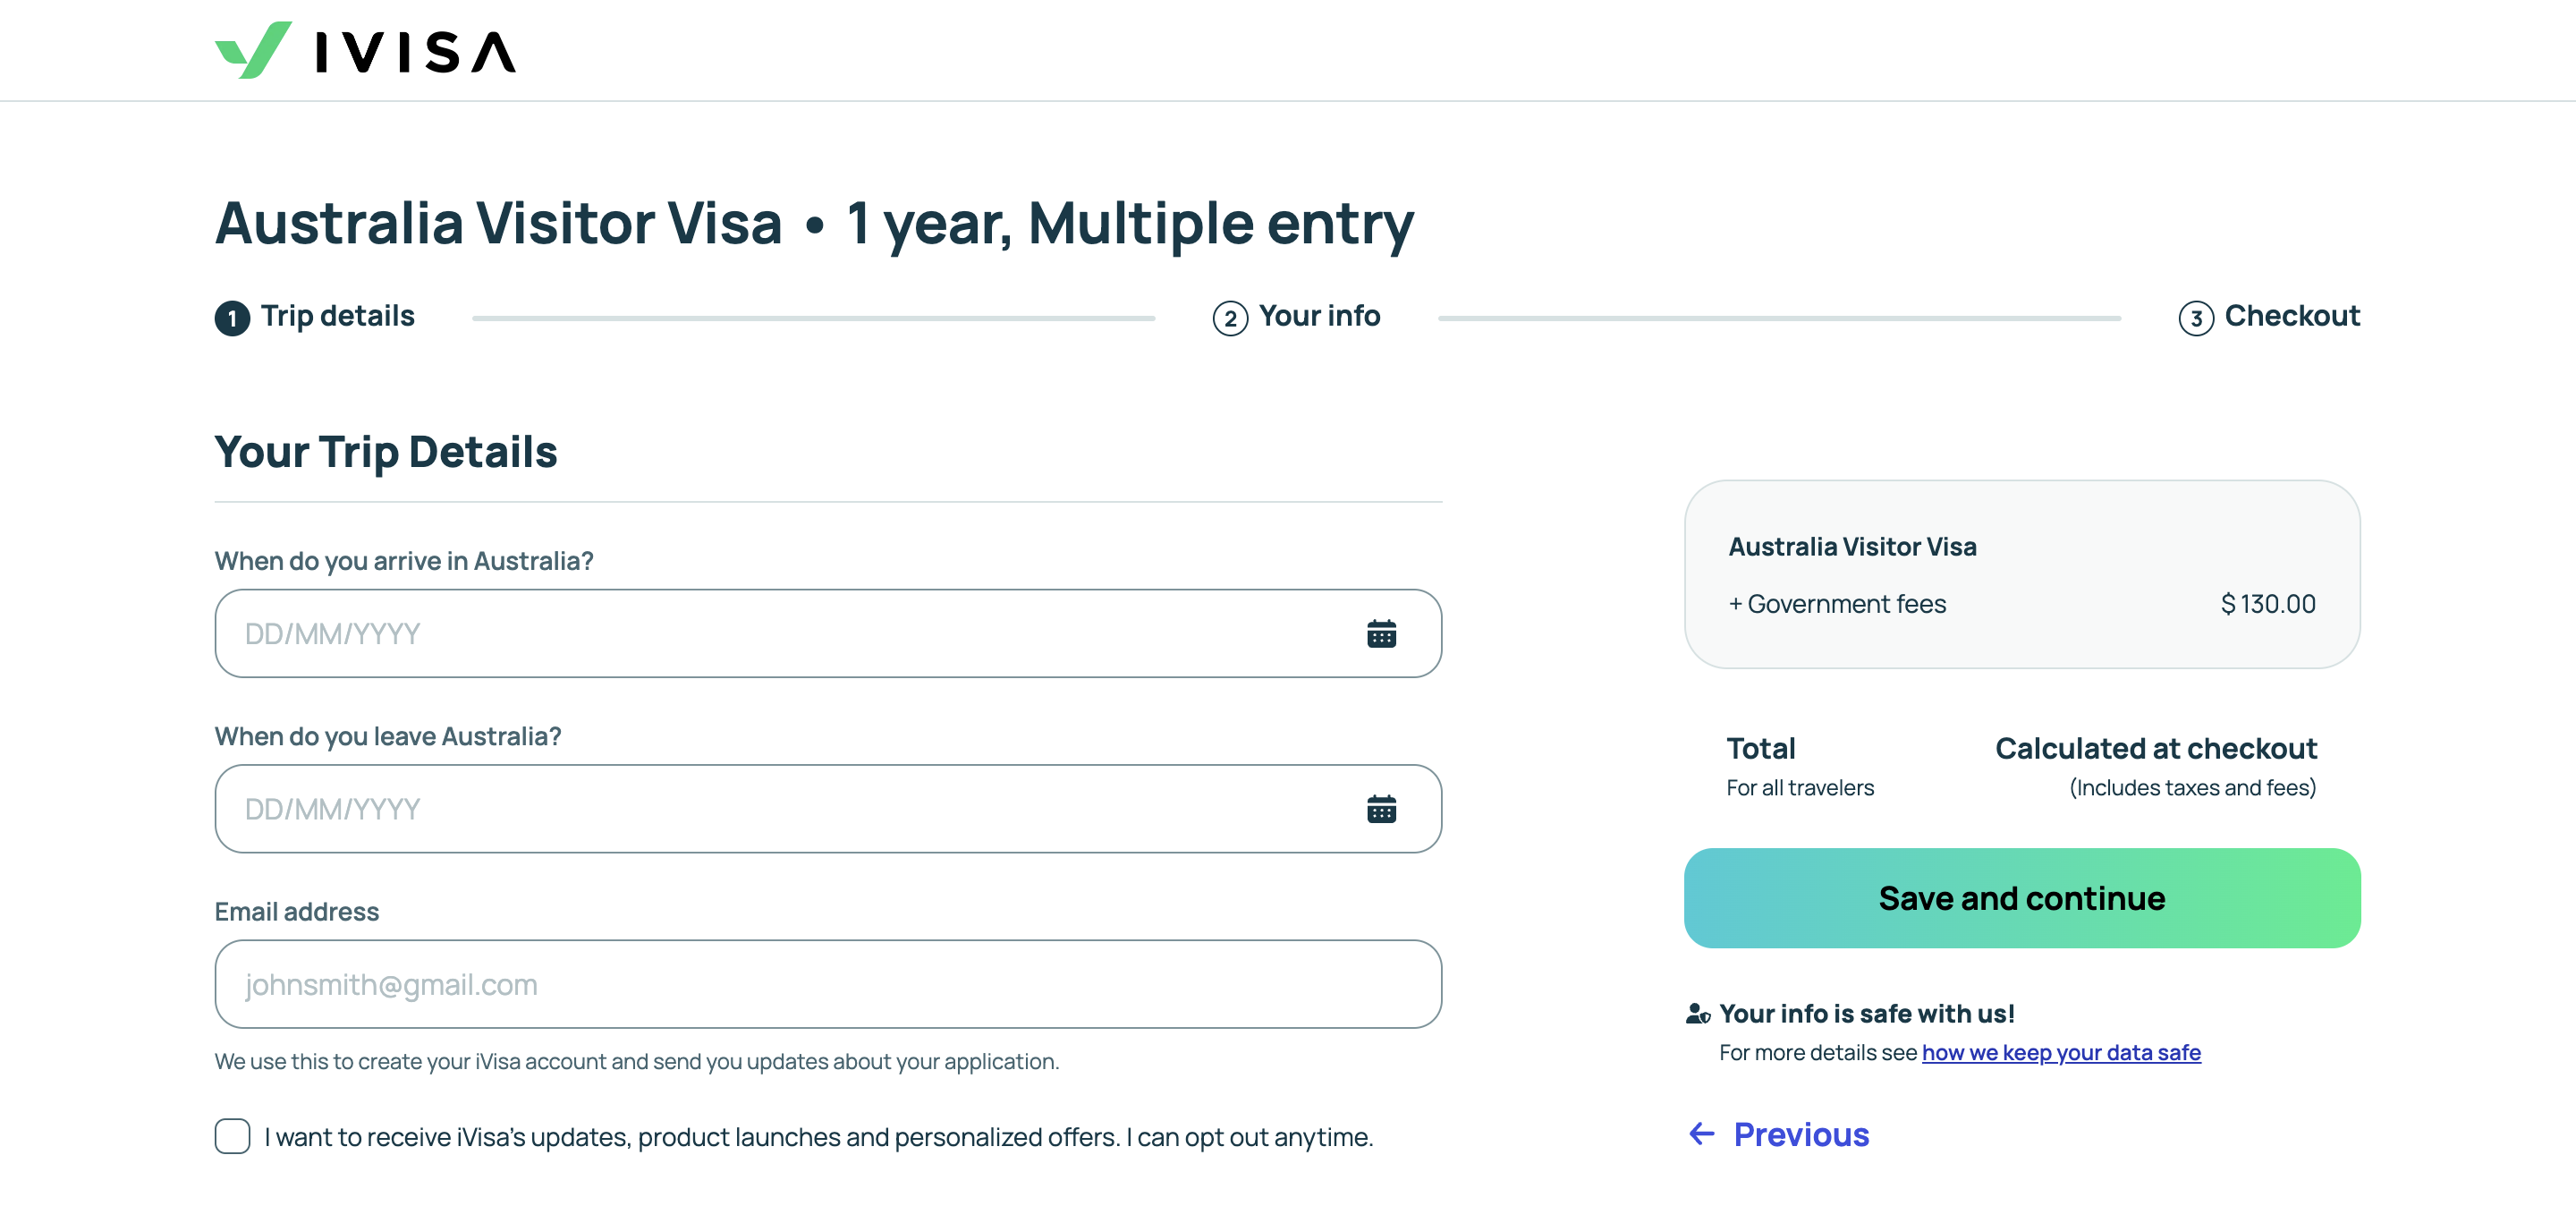 IVISA
Australia Visitor Visa • 1 year, Multiple entry
1 Trip details
2 Your info
3 Checkout
Your Trip Details
When do you arrive in Australia?
DD/MM/YYYY
When do you leave Australia?
DD/MM/YYYY
Email address
johnsmith@gmail.com
We use this to create your iVisa account and send you updates about your application.
I want to receive iVisa's updates, product launches and personalized offers. I can opt out anytime.
Australia Visitor Visa
+ Government fees $ 130.00
Total Calculated at checkout
For all travelers (Includes taxes and fees)
Save and continue
Your info is safe with us!
For more details see how we keep your data safe
← Previous